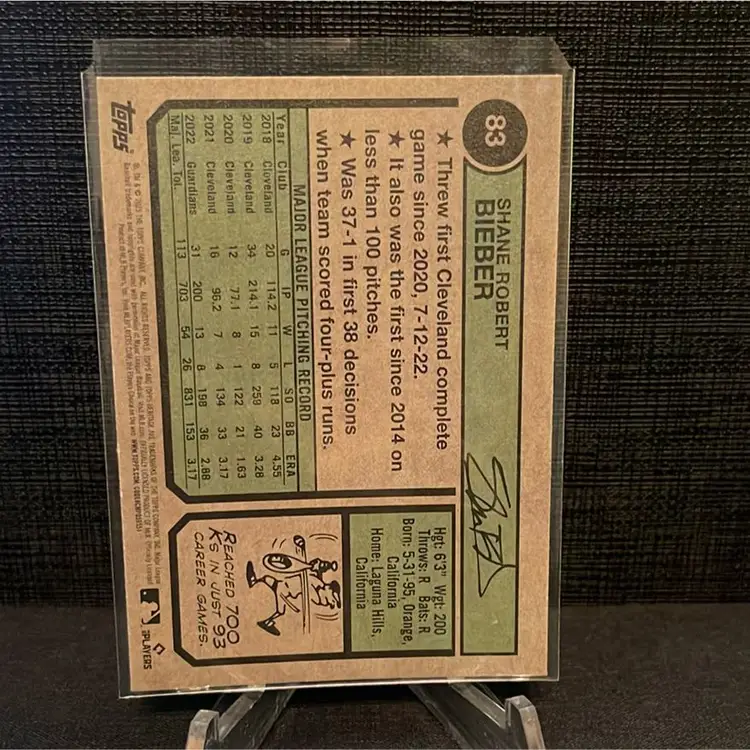 83
SHANE ROBERT
BIEBER
★ Threw first Cleveland complete
game since 2020, 7-12-22.
★ It also was the first since 2014 on
less than 100 pitches.
★ Was 37-1 in first 38 decisions
when team scored four-plus runs.
Hgt: 6'3" Wgt: 200
Throws: R Bats: R
Born: 5-31-95, Orange,
California
Home: Laguna Hills,
California
MAJOR LEAGUE PITCHING RECORD
Year Club G IP W L SO BB ERA
2018 Cleveland 20 114.2 11 5 118 23 4.55
2019 Cleveland 34 214.1 15 8 259 40 3.28
2020 Cleveland 12 77.1 8 1 122 21 1.63
2021 Cleveland 16 96.2 7 4 134 33 3.17
2022 Guardians 31 200 13 8 198 36 2.88
Maj. Lea. Tot. 113 703 54 26 831 153 3.17
REACHED 700
K'S IN JUST 93
CAREER GAMES.
TOPPS
PLAYERS